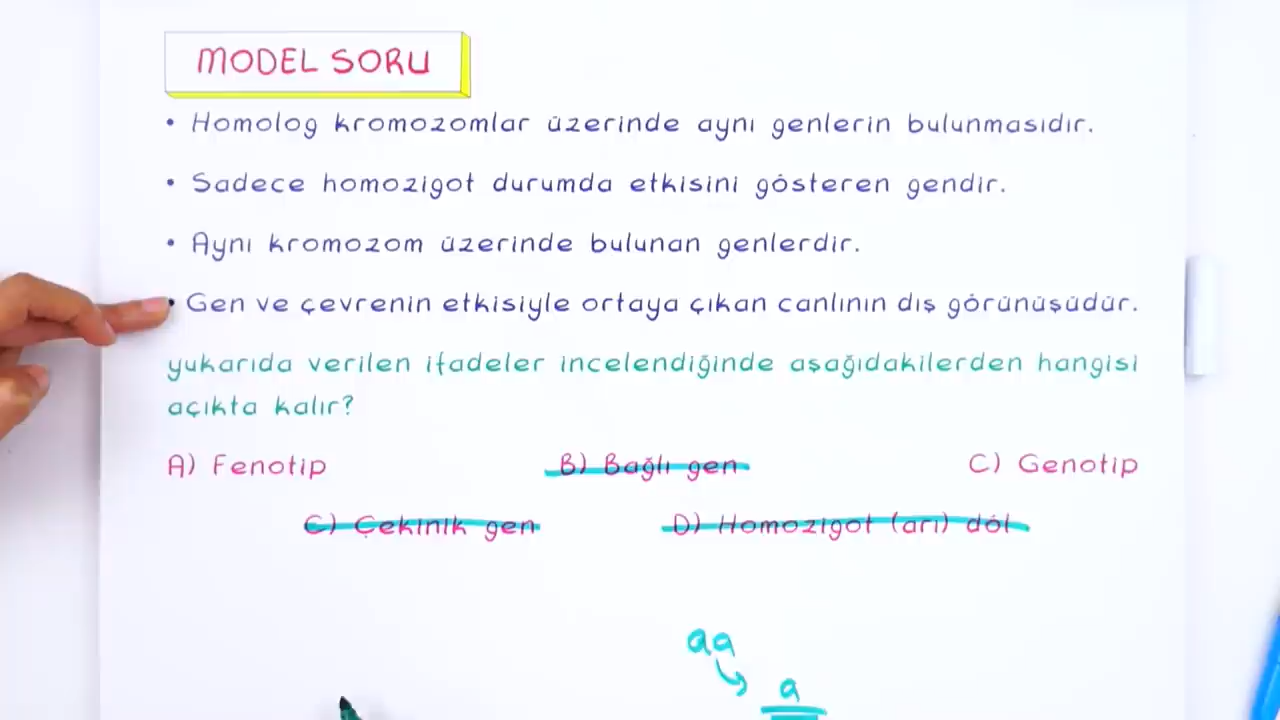 MODEL SORU
• Homolog kromozomlar üzerinde aynı genlerin bulunmasıdır.
• Sadece homozigot durumda etkisini gösteren gendir.
• Aynı kromozom üzerinde bulunan genlerdir.
• Gen ve çevrenin etkisiyle ortaya çıkan canlının dış görünüşüdür.
yukarıda verilen ifadeler incelendiğinde aşağıdakilerden hangisi
açıkta kalır?
A) Fenotip B) Bağlı gen C) Genotip
C) Çekinik gen D) Homozigot (arı) döl
aa
a